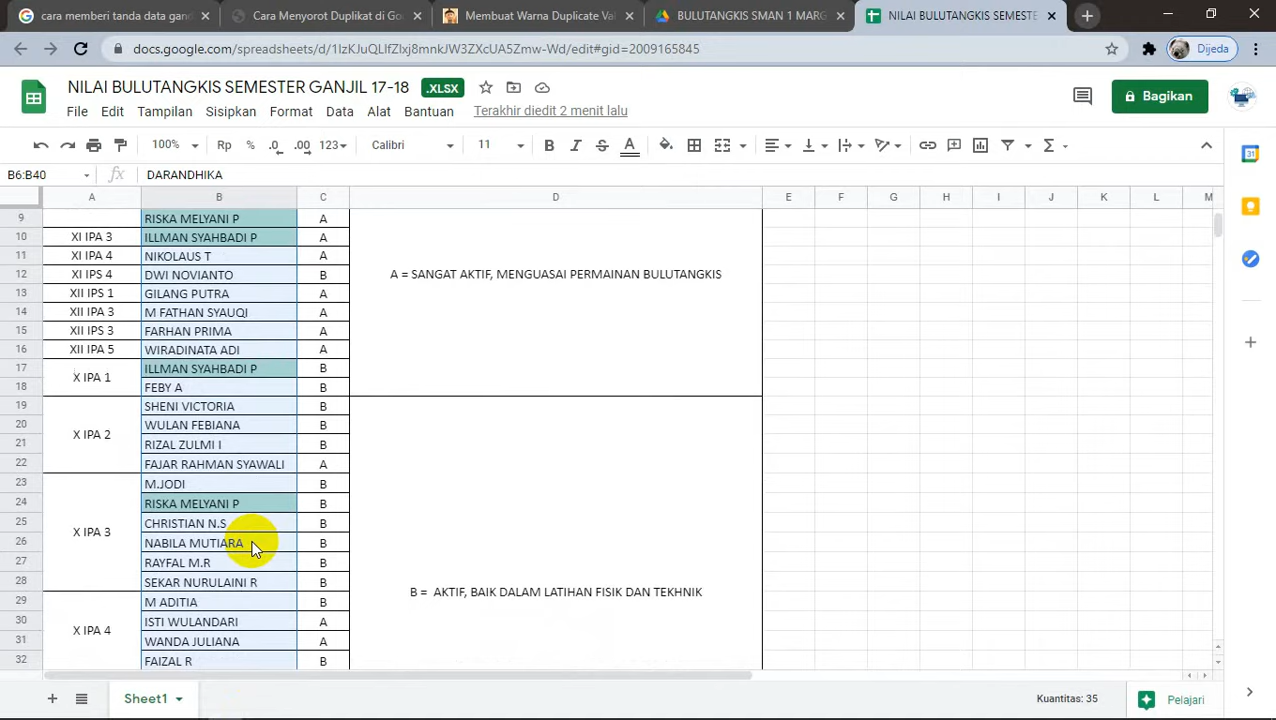 cara memberi tanda data gand
Cara Menyorot Duplikat di Go
Membuat Warna Duplicate Val
BULUTANGKIS SMAN 1 MARG
NILAI BULUTANGKIS SEMESTE
docs.google.com/spreadsheets/d/1IzKJuQLIfZlxj8mnkJW3ZXcUA5Zmw-Wd/edit#gid=2009165845
Dijeda
NILAI BULUTANGKIS SEMESTER GANJIL 17-18 .XLSX
File Edit Tampilan Sisipkan Format Data Alat Bantuan Terakhir diedit 2 menit lalu
Bagikan
100% Rp % .0 .00 123 Calibri 11 B I S A
B6:B40 fx DARANDHIKA
A B C D E F G H I J K L M
9 RISKA MELYANI P A
10 XI IPA 3 ILLMAN SYAHBADI P A
11 XI IPA 4 NIKOLAUS T A
12 XI IPS 4 DWI NOVIANTO B A = SANGAT AKTIF, MENGUASAI PERMAINAN BULUTANGKIS
13 XII IPS 1 GILANG PUTRA A
14 XII IPA 3 M FATHAN SYAUQI A
15 XII IPS 3 FARHAN PRIMA A
16 XII IPA 5 WIRADINATA ADI A
17 ILLMAN SYAHBADI P B
X IPA 1
18 FEBY A B
19 SHENI VICTORIA B
20 WULAN FEBIANA B
X IPA 2
21 RIZAL ZULMI I B
22 FAJAR RAHMAN SYAWALI A
23 M.JODI B
24 RISKA MELYANI P B
25 CHRISTIAN N.S B
X IPA 3
26 NABILA MUTIARA B
27 RAYFAL M.R B
28 SEKAR NURULAINI R B
B = AKTIF, BAIK DALAM LATIHAN FISIK DAN TEKHNIK
29 M ADITIA B
30 ISTI WULANDARI A
X IPA 4
31 WANDA JULIANA A
32 FAIZAL R B
Sheet1
Kuantitas: 35
Pelajari
31